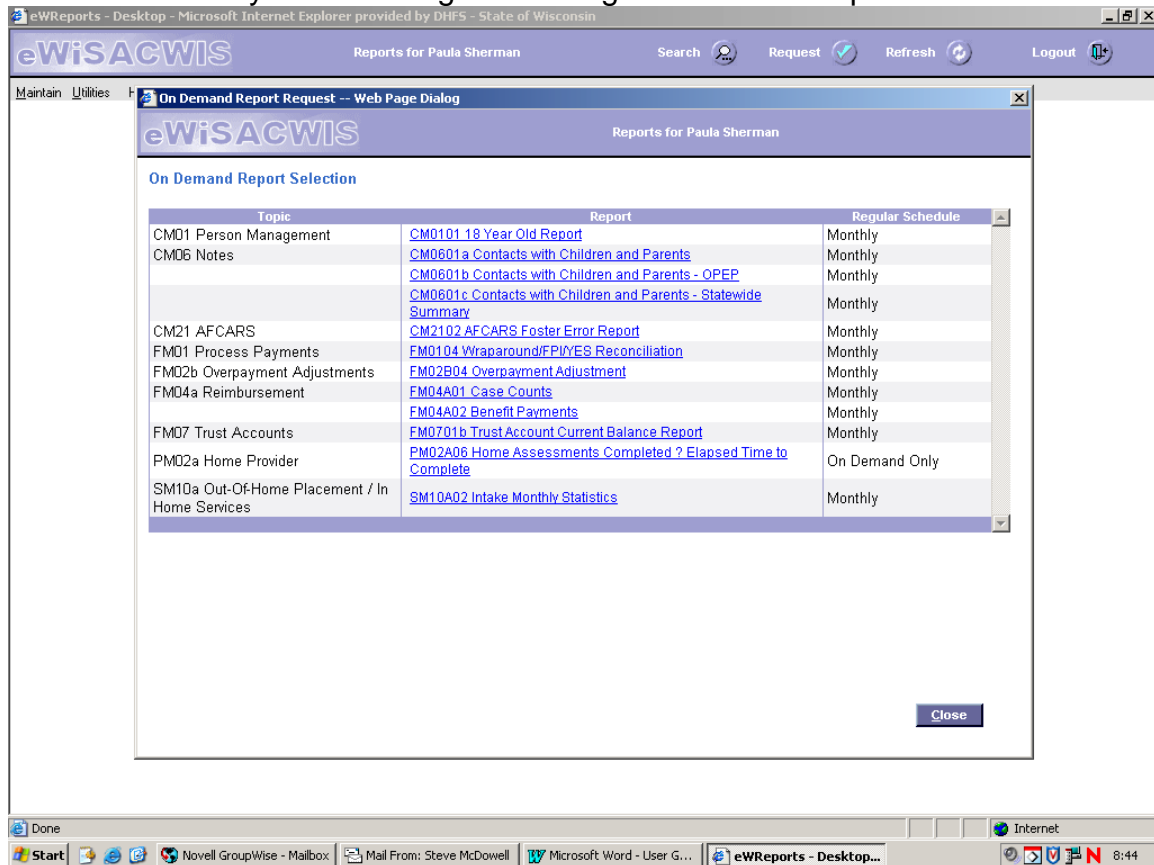 eWReports - Desktop - Microsoft Internet Explorer provided by DHFS - State of Wisconsin
eWiSACWIS Reports for Paula Sherman Search Request Refresh Logout
Maintain Utilities
On Demand Report Request -- Web Page Dialog
eWiSACWIS Reports for Paula Sherman
On Demand Report Selection
Topic Report Regular Schedule
CM01 Person Management CM0101 18 Year Old Report Monthly
CM06 Notes CM0601a Contacts with Children and Parents Monthly
CM0601b Contacts with Children and Parents - OPEP Monthly
CM0601c Contacts with Children and Parents - Statewide
Summary Monthly
CM21 AFCARS CM2102 AFCARS Foster Error Report Monthly
FM01 Process Payments FM0104 Wraparound/FPI/YES Reconciliation Monthly
FM02b Overpayment Adjustments FM02B04 Overpayment Adjustment Monthly
FM04a Reimbursement FM04A01 Case Counts Monthly
FM04A02 Benefit Payments Monthly
FM07 Trust Accounts FM0701b Trust Account Current Balance Report Monthly
PM02a Home Provider PM02A06 Home Assessments Completed ? Elapsed Time to
Complete On Demand Only
SM10a Out-Of-Home Placement / In
Home Services SM10A02 Intake Monthly Statistics Monthly
Close
Done Internet
Start Novell GroupWise - Mailbox Mail From: Steve McDowell Microsoft Word - User G... eWReports - Desktop... 8:44